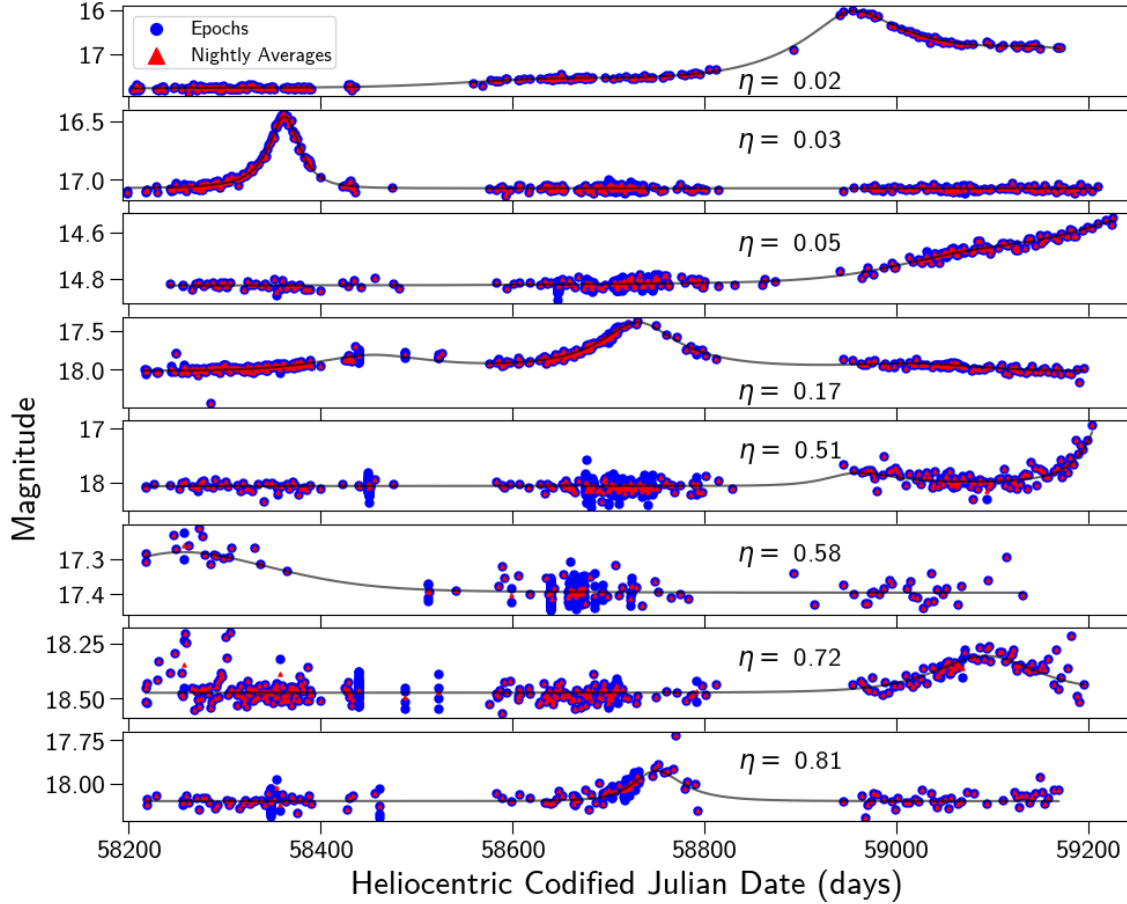 Epochs
Nightly Averages
16
17
η = 0.02
16.5
17.0
η = 0.03
14.6
14.8
η = 0.05
17.5
18.0
η = 0.17
17
18
η = 0.51
17.3
17.4
η = 0.58
18.25
18.50
η = 0.72
17.75
18.00
η = 0.81
Magnitude
58200 58400 58600 58800 59000 59200
Heliocentric Codified Julian Date (days)